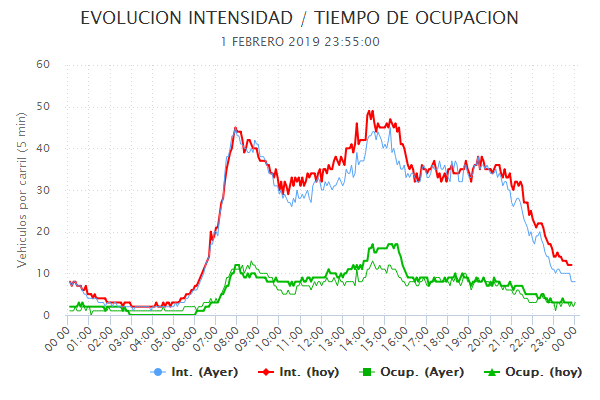 EVOLUCION INTENSIDAD / TIEMPO DE OCUPACION
1 FEBRERO 2019 23:55:00
Vehiculos por carril (5 min)
60
50
40
30
20
10
0
00:00 01:00 02:00 03:00 04:00 05:00 06:00 07:00 08:00 09:00 10:00 11:00 12:00 13:00 14:00 15:00 16:00 17:00 18:00 19:00 20:00 21:00 22:00 23:00 00:00
Int. (Ayer) Int. (hoy) Ocup. (Ayer) Ocup. (hoy)